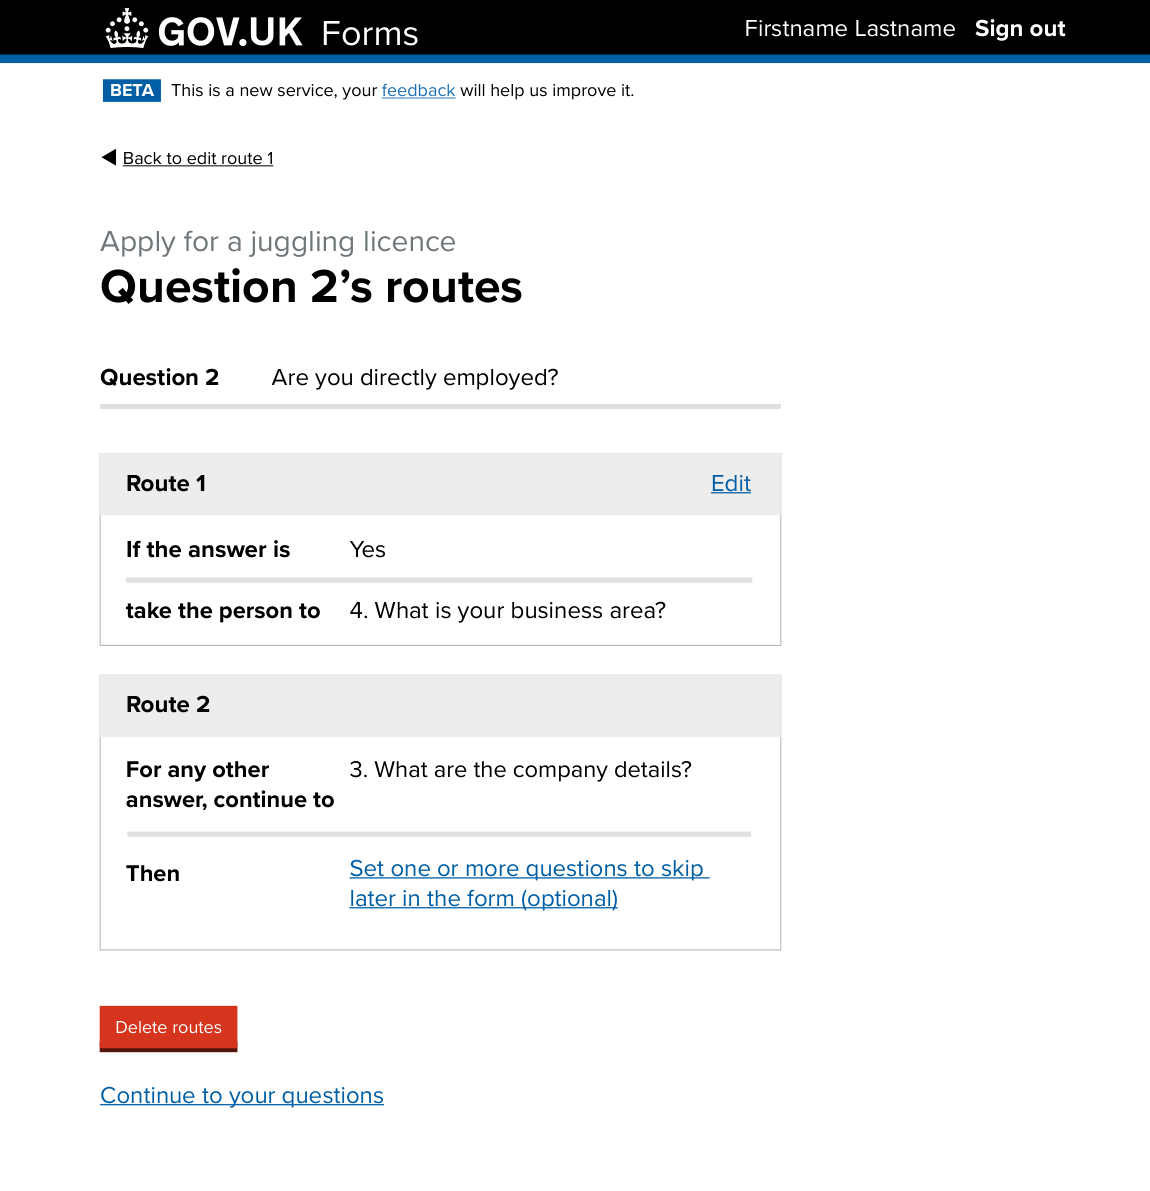 GOV.UK Forms Firstname Lastname Sign out
BETA This is a new service, your feedback will help us improve it.
Back to edit route 1
Apply for a juggling licence
Question 2’s routes
Question 2 Are you directly employed?
Route 1 Edit
If the answer is Yes
take the person to 4. What is your business area?
Route 2
For any other 3. What are the company details?
answer, continue to
Then Set one or more questions to skip
later in the form (optional)
Delete routes
Continue to your questions